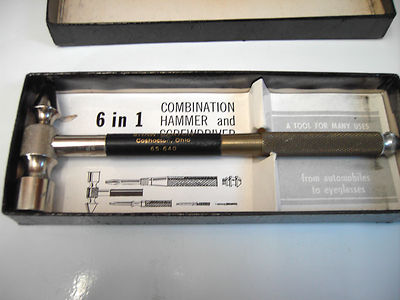 6 in 1
COMBINATION
HAMMER and
SCREWDRIVER
Coshocton, Ohio
65-640
A TOOL FOR MANY USES
from automobiles
to eyeglasses